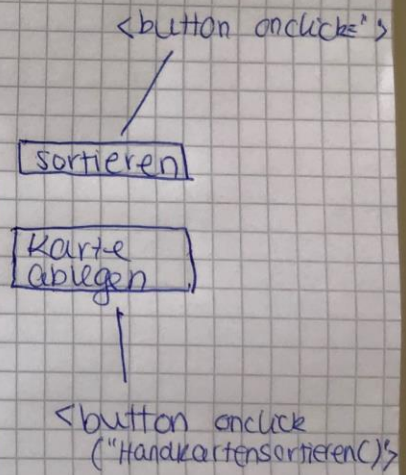 <button onclick='>
sortieren
Karte
ablegen
<button onclick
("Handkartensortieren()'>